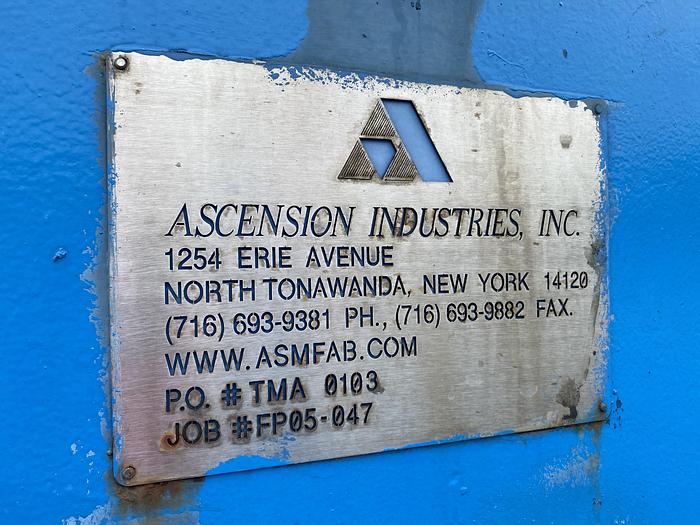 ASCENSION INDUSTRIES, INC.
1254 ERIE AVENUE
NORTH TONAWANDA, NEW YORK 14120
(716) 693-9381 PH., (716) 693-9882 FAX.
WWW.ASMFAB.COM
P.O. # TMA 0103
JOB #FP05-047